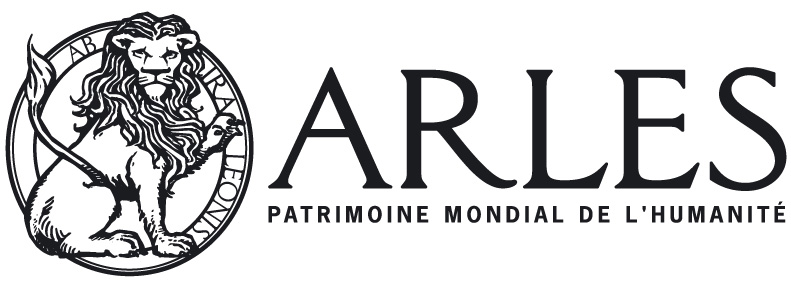 AB IRA LEONIS
ARLES
PATRIMOINE MONDIAL DE L'HUMANITÉ